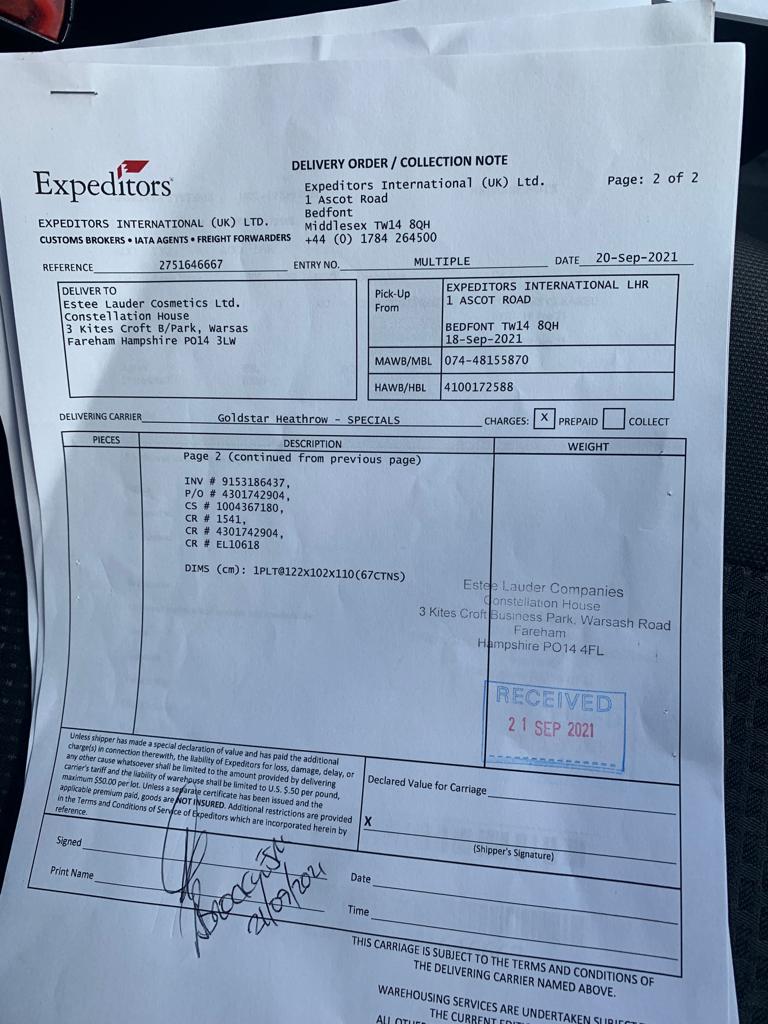 DELIVERY ORDER / COLLECTION NOTE
Expeditors
Expeditors International (UK) Ltd.
Page: 2 of 2
1 Ascot Road
Bedfont
Middlesex TW14 8QH
+44 (0) 1784 264500
EXPEDITORS INTERNATIONAL (UK) LTD.
CUSTOMS BROKERS • IATA AGENTS • FREIGHT FORWARDERS
REFERENCE 2751646667 ENTRY NO. MULTIPLE DATE 20-Sep-2021
DELIVER TO
Estee Lauder Cosmetics Ltd.
Constellation House
3 Kites Croft B/Park, Warsas
Fareham Hampshire PO14 3LW
Pick-Up From
EXPEDITORS INTERNATIONAL LHR
1 ASCOT ROAD
BEDFONT TW14 8QH
18-Sep-2021
MAWB/MBL 074-48155870
HAWB/HBL 4100172588
DELIVERING CARRIER Goldstar Heathrow - SPECIALS CHARGES: X PREPAID COLLECT
PIECES DESCRIPTION WEIGHT
Page 2 (continued from previous page)
INV # 9153186437,
P/O # 4301742904,
CS # 1004367180,
CR # 1541,
CR # 4301742904,
CR # EL10618
DIMS (cm): 1PLT@122X102X110(67CTNS)
Estee Lauder Companies
Constellation House
3 Kites Croft Business Park, Warsash Road
Fareham
Hampshire PO14 4FL
RECEIVED
21 SEP 2021
Unless shipper has made a special declaration of value and has paid the additional
charge(s) in connection therewith, the liability of Expeditors for loss, damage, delay, or
any other cause whatsoever shall be limited to the amount provided by delivering
carrier's tariff and the liability of warehouse shall be limited to U.S. $.50 per pound,
maximum $50.00 per lot. Unless a separate certificate has been issued and the
applicable premium paid, goods are NOT INSURED. Additional restrictions are provided
in the Terms and Conditions of Service of Expeditors which are incorporated herein by
reference.
Declared Value for Carriage
X
(Shipper's Signature)
Signed
Print Name
21/09/2021
Date
Time
THIS CARRIAGE IS SUBJECT TO THE TERMS AND CONDITIONS OF
THE DELIVERING CARRIER NAMED ABOVE.
WAREHOUSING SERVICES ARE UNDERTAKEN SUBJECT
THE CURRENT